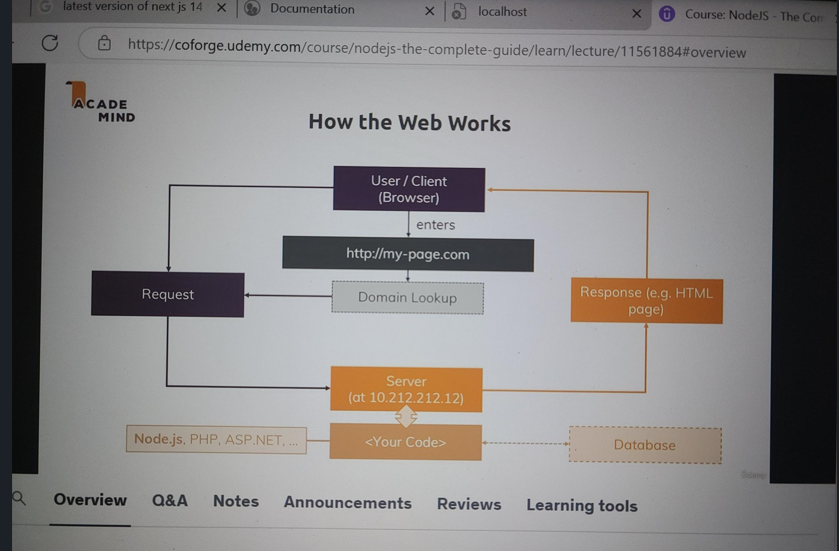 latest version of next js 14
Documentation
localhost
Course: NodeJS - The Com
https://coforge.udemy.com/course/nodejs-the-complete-guide/learn/lecture/11561884#overview
ACADE
MIND
How the Web Works
User / Client
(Browser)
enters
http://my-page.com
Domain Lookup
Request
Response (e.g. HTML
page)
Server
(at 10.212.212.12)
Node.js, PHP, ASP.NET, ...
<Your Code>
Database
Overview
Q&A
Notes
Announcements
Reviews
Learning tools